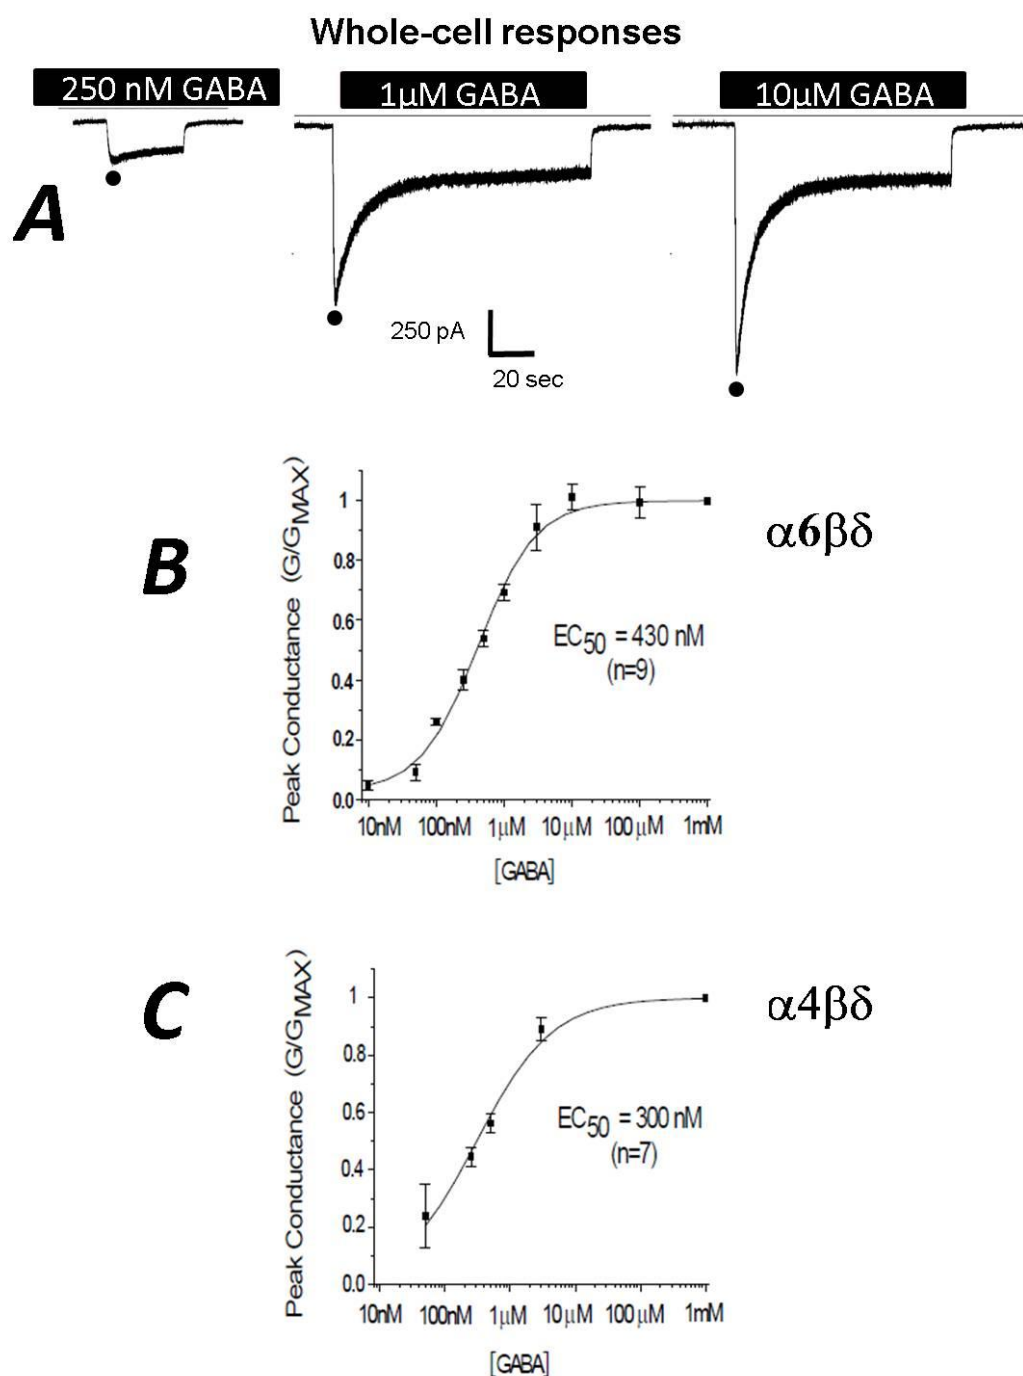 Whole-cell responses
250 nM GABA
1μM GABA
10μM GABA
A
250 pA
20 sec
B
Peak Conductance (G/GMAX)
1
0.8
0.6
0.4
0.2
0.0
α6βδ
EC50 = 430 nM
(n=9)
10nM 100nM 1μM 10μM 100μM 1mM
[GABA]
C
Peak Conductance (G/GMAX)
1
0.8
0.6
0.4
0.2
0.0
α4βδ
EC50 = 300 nM
(n=7)
10nM 100nM 1μM 10μM 100μM 1mM
[GABA]